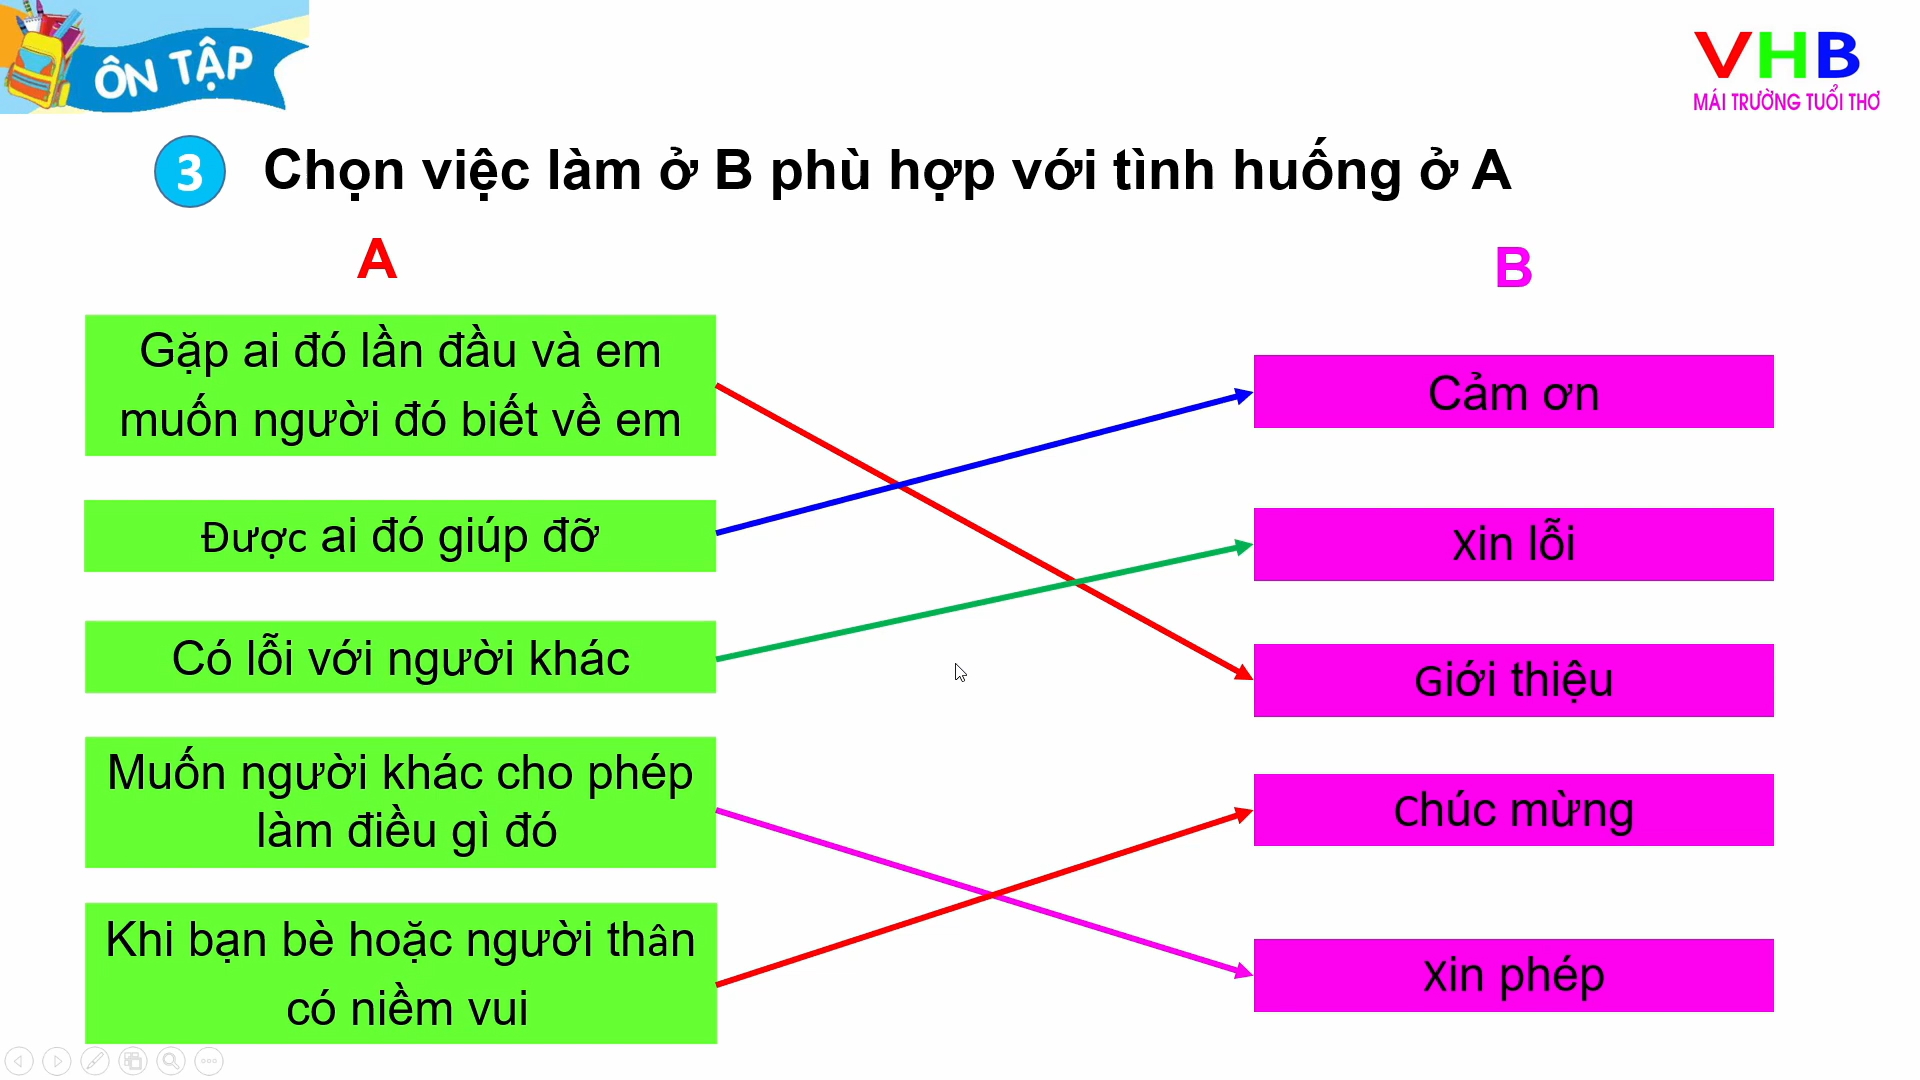 ÔN TẬP
VHB
MÁI TRƯỜNG TUỔI THƠ
3 Chọn việc làm ở B phù hợp với tình huống ở A
A
B
Gặp ai đó lần đầu và em
muốn người đó biết về em
Cảm ơn
Được ai đó giúp đỡ
Xin lỗi
Có lỗi với người khác
Giới thiệu
Muốn người khác cho phép
làm điều gì đó
Chúc mừng
Khi bạn bè hoặc người thân
có niềm vui
Xin phép